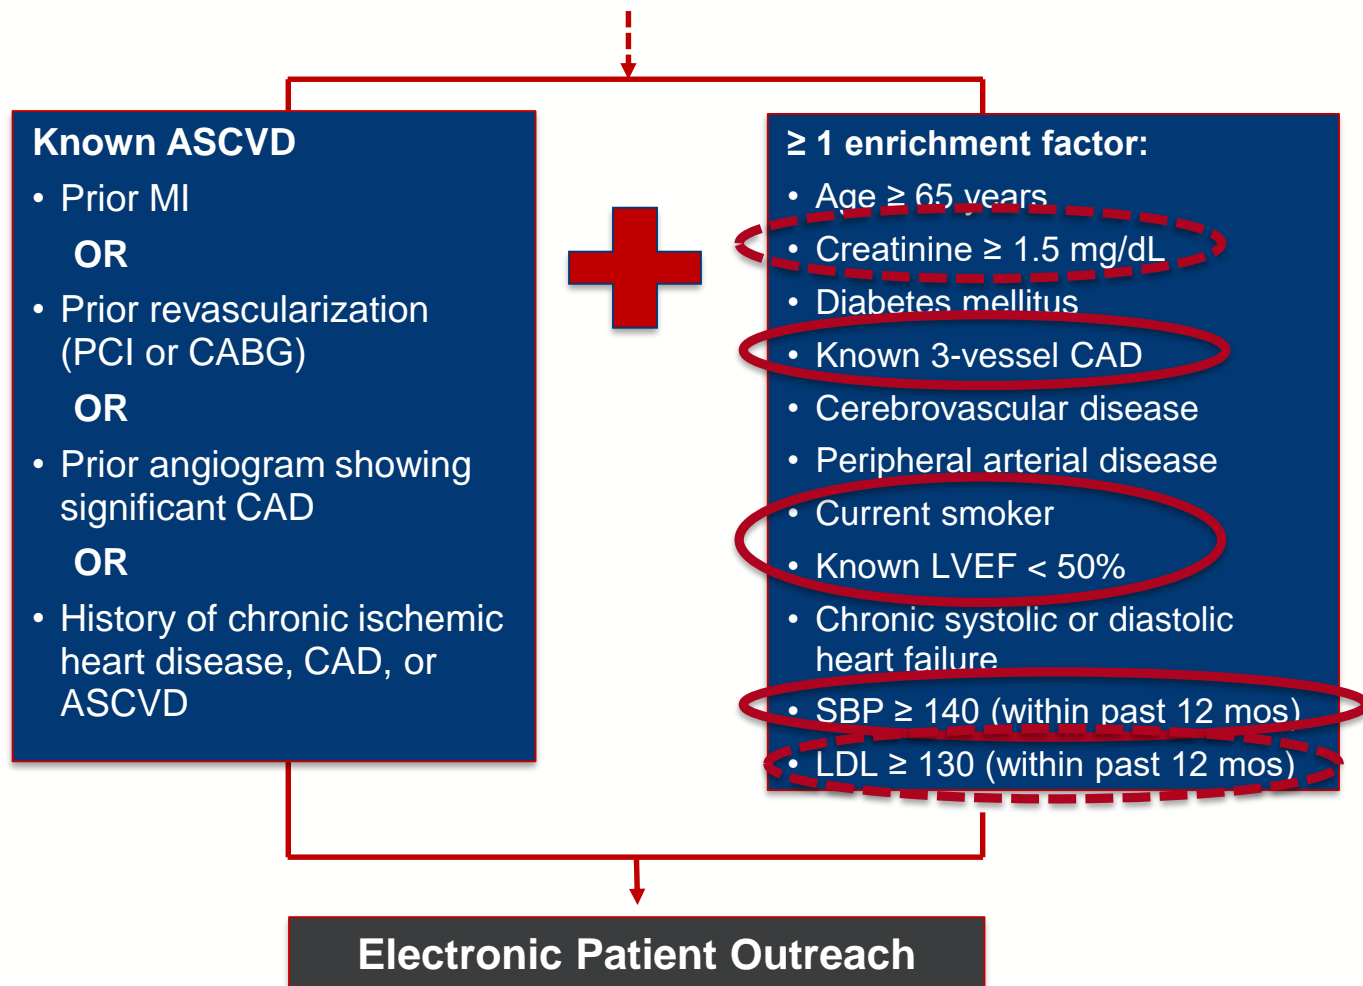 Known ASCVD
• Prior MI
OR
• Prior revascularization
(PCI or CABG)
OR
• Prior angiogram showing
significant CAD
OR
• History of chronic ischemic
heart disease, CAD, or
ASCVD
≥ 1 enrichment factor:
• Age ≥ 65 years
• Creatinine ≥ 1.5 mg/dL
• Diabetes mellitus
• Known 3-vessel CAD
• Cerebrovascular disease
• Peripheral arterial disease
• Current smoker
• Known LVEF < 50%
• Chronic systolic or diastolic
heart failure
• SBP ≥ 140 (within past 12 mos)
• LDL ≥ 130 (within past 12 mos)
Electronic Patient Outreach